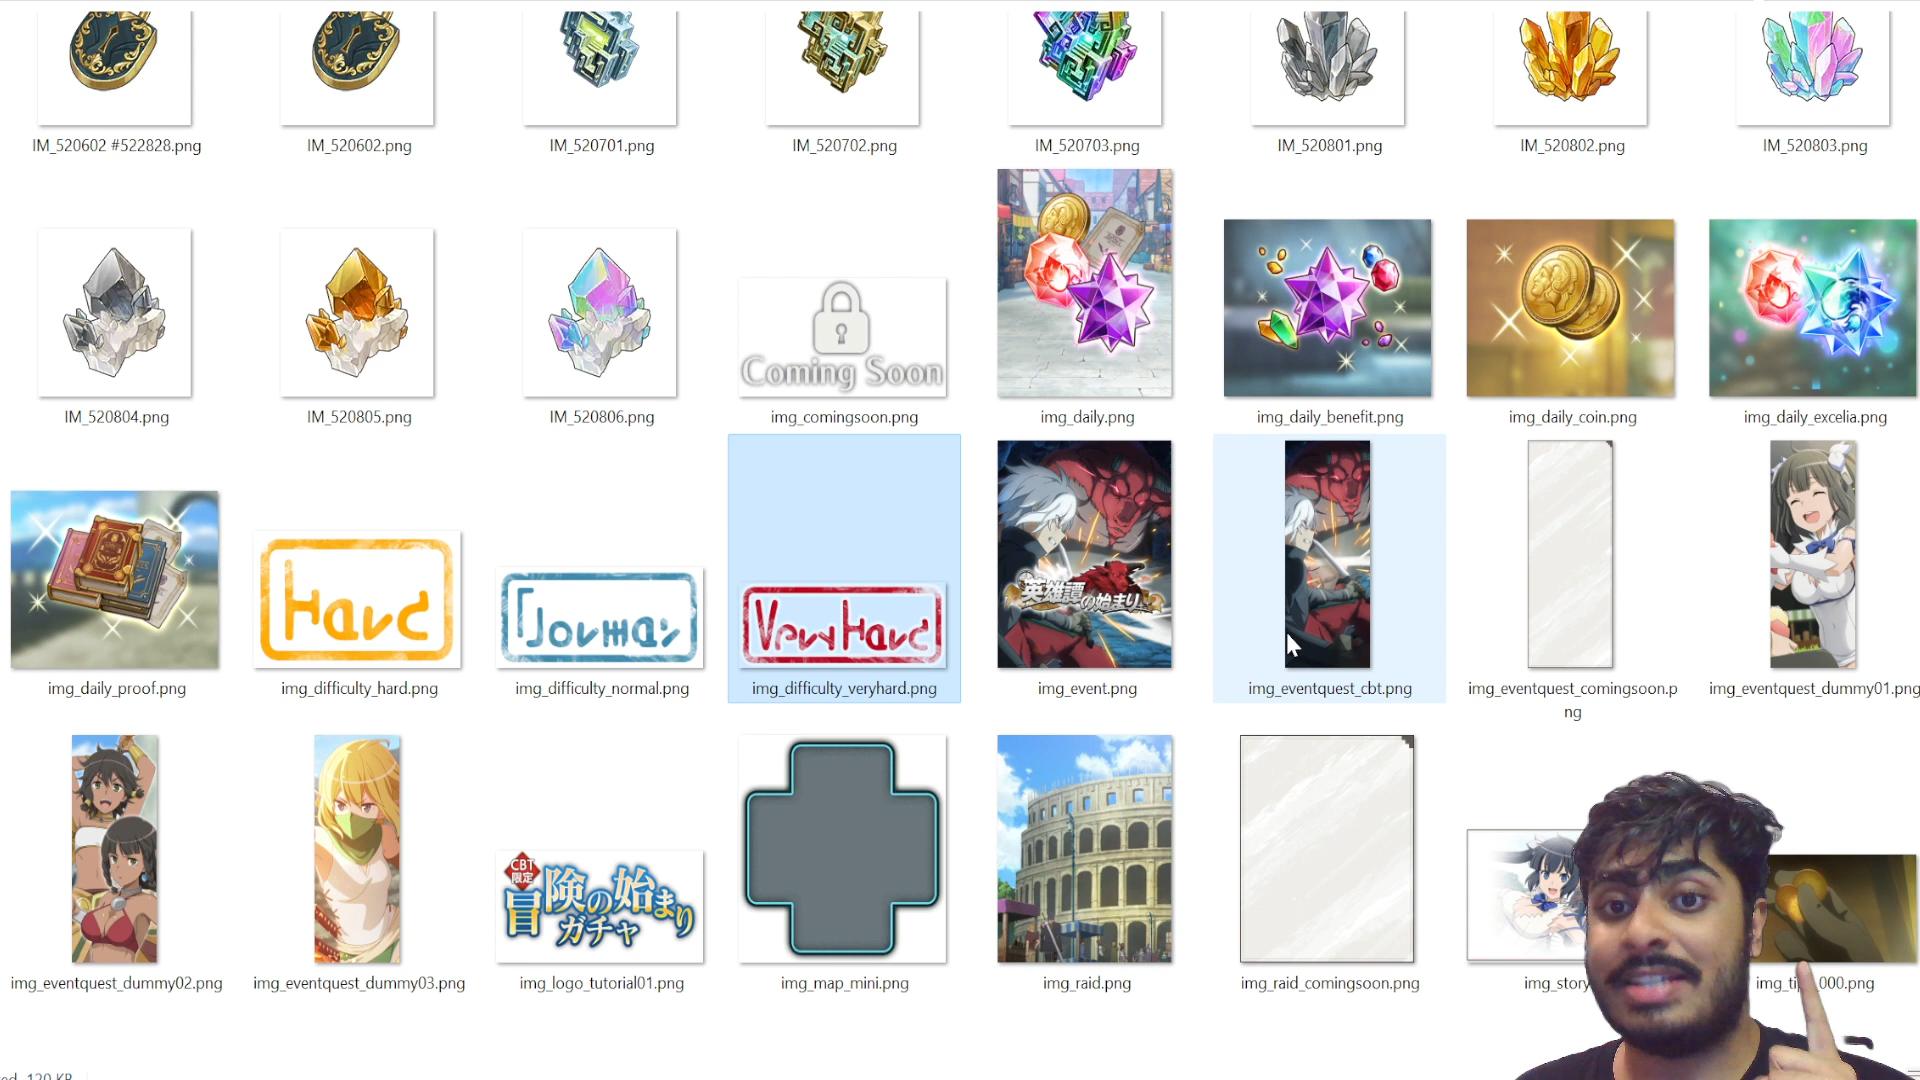 IM_520602 #522828.png
IM_520602.png
IM_520701.png
IM_520702.png
IM_520703.png
IM_520801.png
IM_520802.png
IM_520803.png
Coming Soon
IM_520804.png
IM_520805.png
IM_520806.png
img_comingsoon.png
img_daily.png
img_daily_benefit.png
img_daily_coin.png
img_daily_excelia.png
Hard
Normal
VeryHard
英雄譚の始まり
img_daily_proof.png
img_difficulty_hard.png
img_difficulty_normal.png
img_difficulty_veryhard.png
img_event.png
img_eventquest_cbt.png
img_eventquest_comingsoon.p
ng
img_eventquest_dummy01.png
CBT
限定
冒険の始まり
ガチャ
img_eventquest_dummy02.png
img_eventquest_dummy03.png
img_logo_tutorial01.png
img_map_mini.png
img_raid.png
img_raid_comingsoon.png
img_story
000.png
120 KB